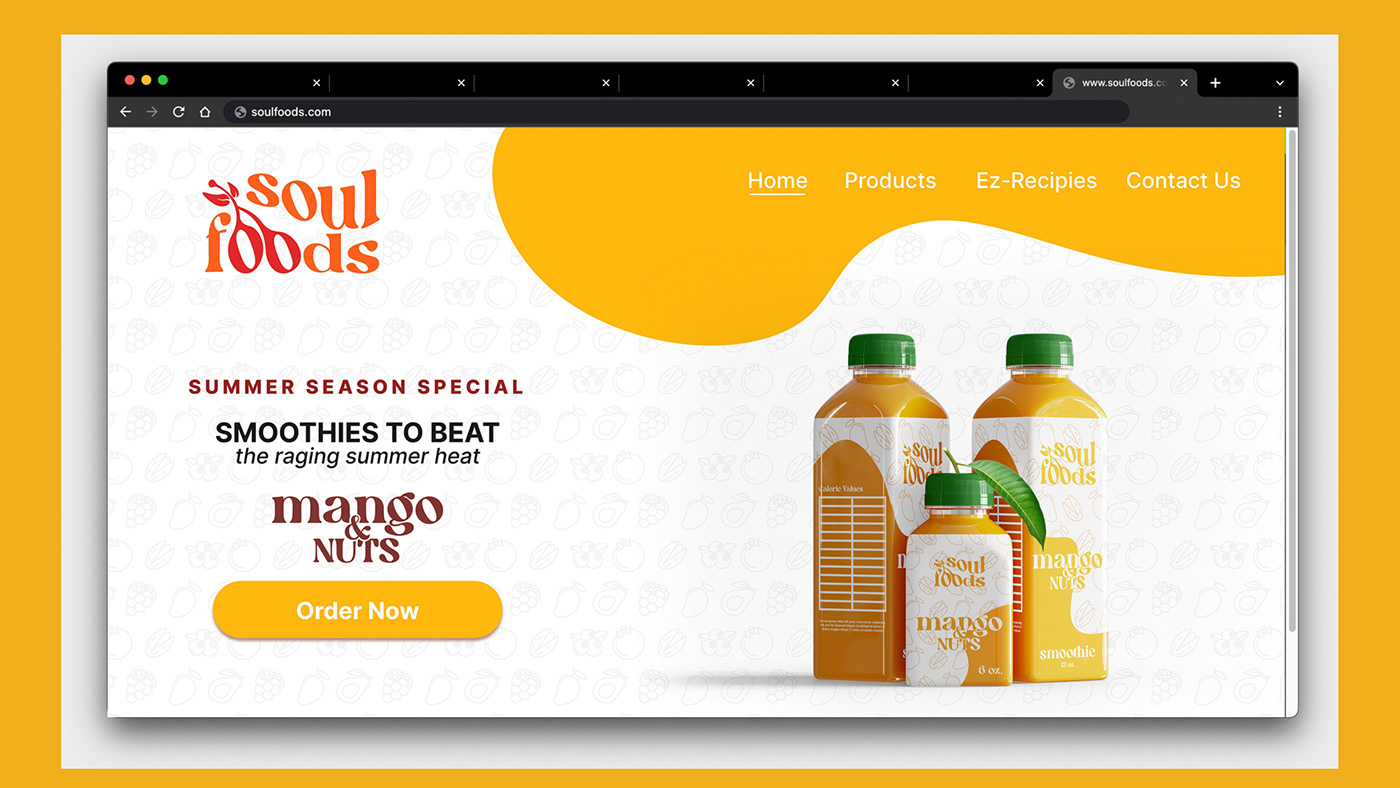 www.soulfoods.co
soulfoods.com
soul
foods
Home
Products
Ez-Recipies
Contact Us
SUMMER SEASON SPECIAL
SMOOTHIES TO BEAT
the raging summer heat
mango
&
NUTS
Order Now
Caloric Values
soul
foods
soul
foods
mango
&
NUTS
smoothie
12 oz.
soul
foods
mango
&
NUTS
6 oz.